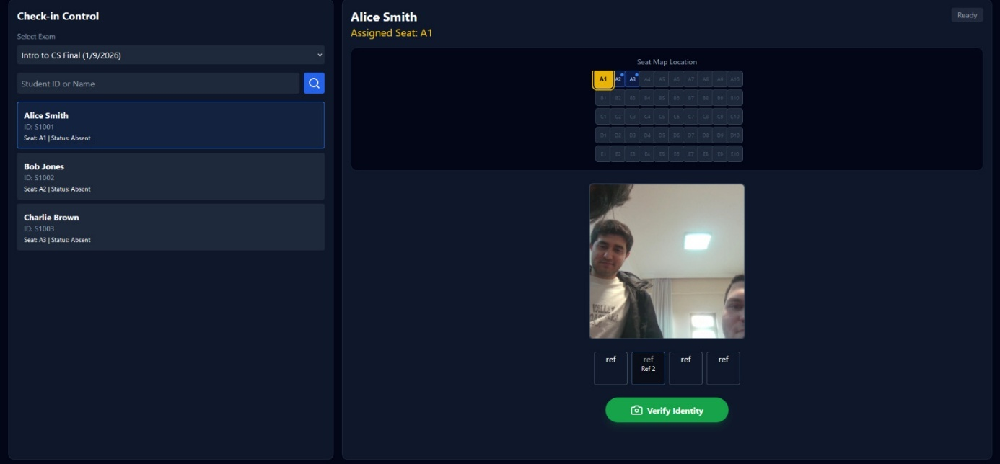 Check-in Control
Select Exam
Intro to CS Final (1/9/2026)
Student ID or Name
Alice Smith
ID: S1001
Seat: A1 | Status: Absent
Bob Jones
ID: S1002
Seat: A2 | Status: Absent
Charlie Brown
ID: S1003
Seat: A3 | Status: Absent
Alice Smith
Assigned Seat: A1
Ready
Seat Map Location
A1 A2 A3 A4 A5 A6 A7 A8 A9 A10
B1 B2 B3 B4 B5 B6 B7 B8 B9 B10
C1 C2 C3 C4 C5 C6 C7 C8 C9 C10
D1 D2 D3 D4 D5 D6 D7 D8 D9 D10
E1 E2 E3 E4 E5 E6 E7 E8 E9 E10
VALLEY
ref ref ref ref
Ref 2
Verify Identity